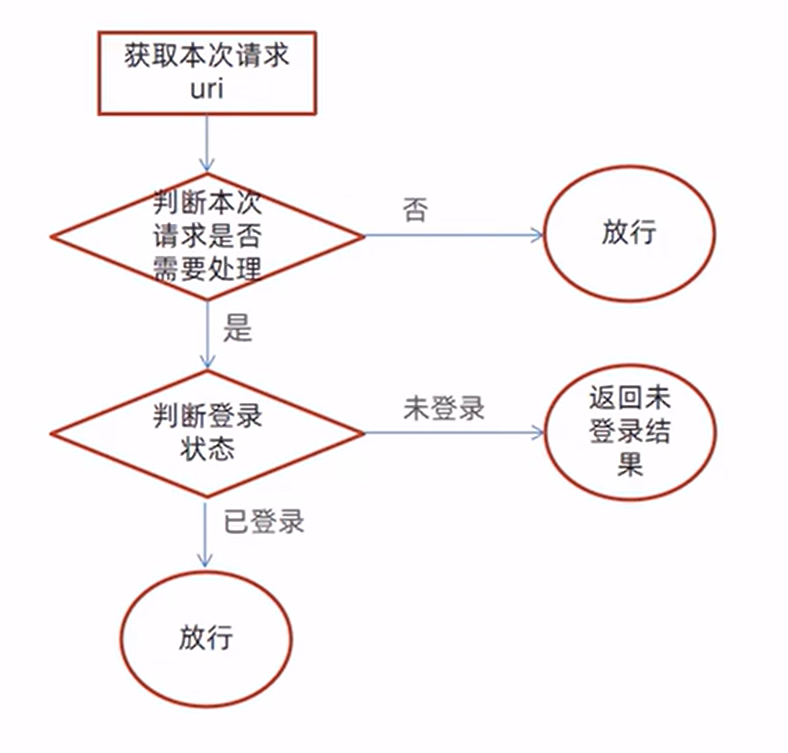 获取本次请求
uri
判断本次
请求是否
需要处理
否
放行
是
判断登录
状态
未登录
返回未
登录结
果
已登录
放行